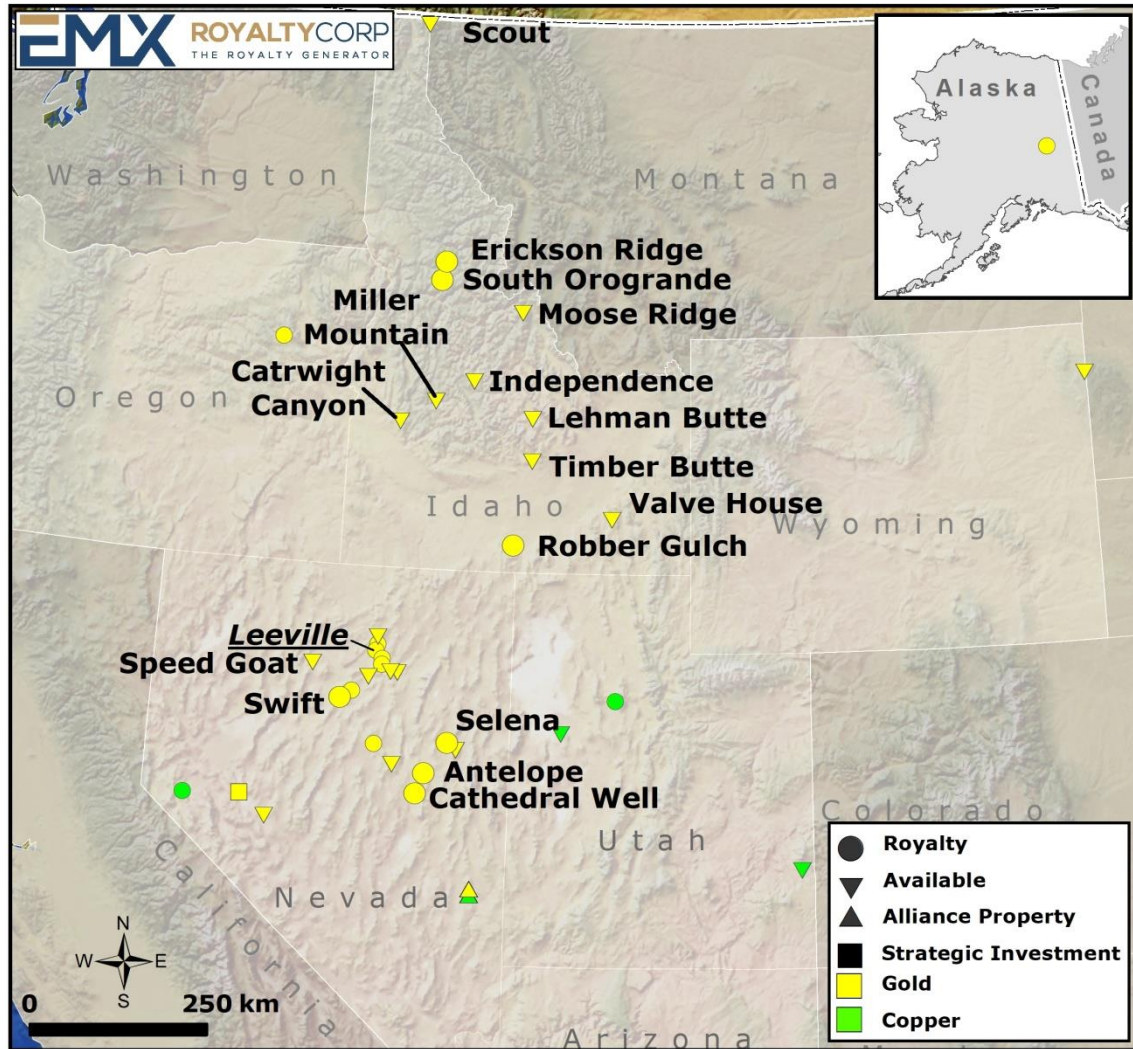 EMX ROYALTYCORP
THE ROYALTY GENERATOR
Scout
Alaska
Canada
Washington
Montana
Erickson Ridge
South Orogrande
Miller
Mountain
Moose Ridge
Catrwight
Canyon
Independence
Oregon
Lehman Butte
Timber Butte
Idaho
Valve House
Wyoming
Robber Gulch
Leeville
Speed Goat
Swift
Selena
Antelope
Cathedral Well
Utah
Colorado
California
Nevada
Arizona
N
W E
S
0 250 km
Royalty
Available
Alliance Property
Strategic Investment
Gold
Copper